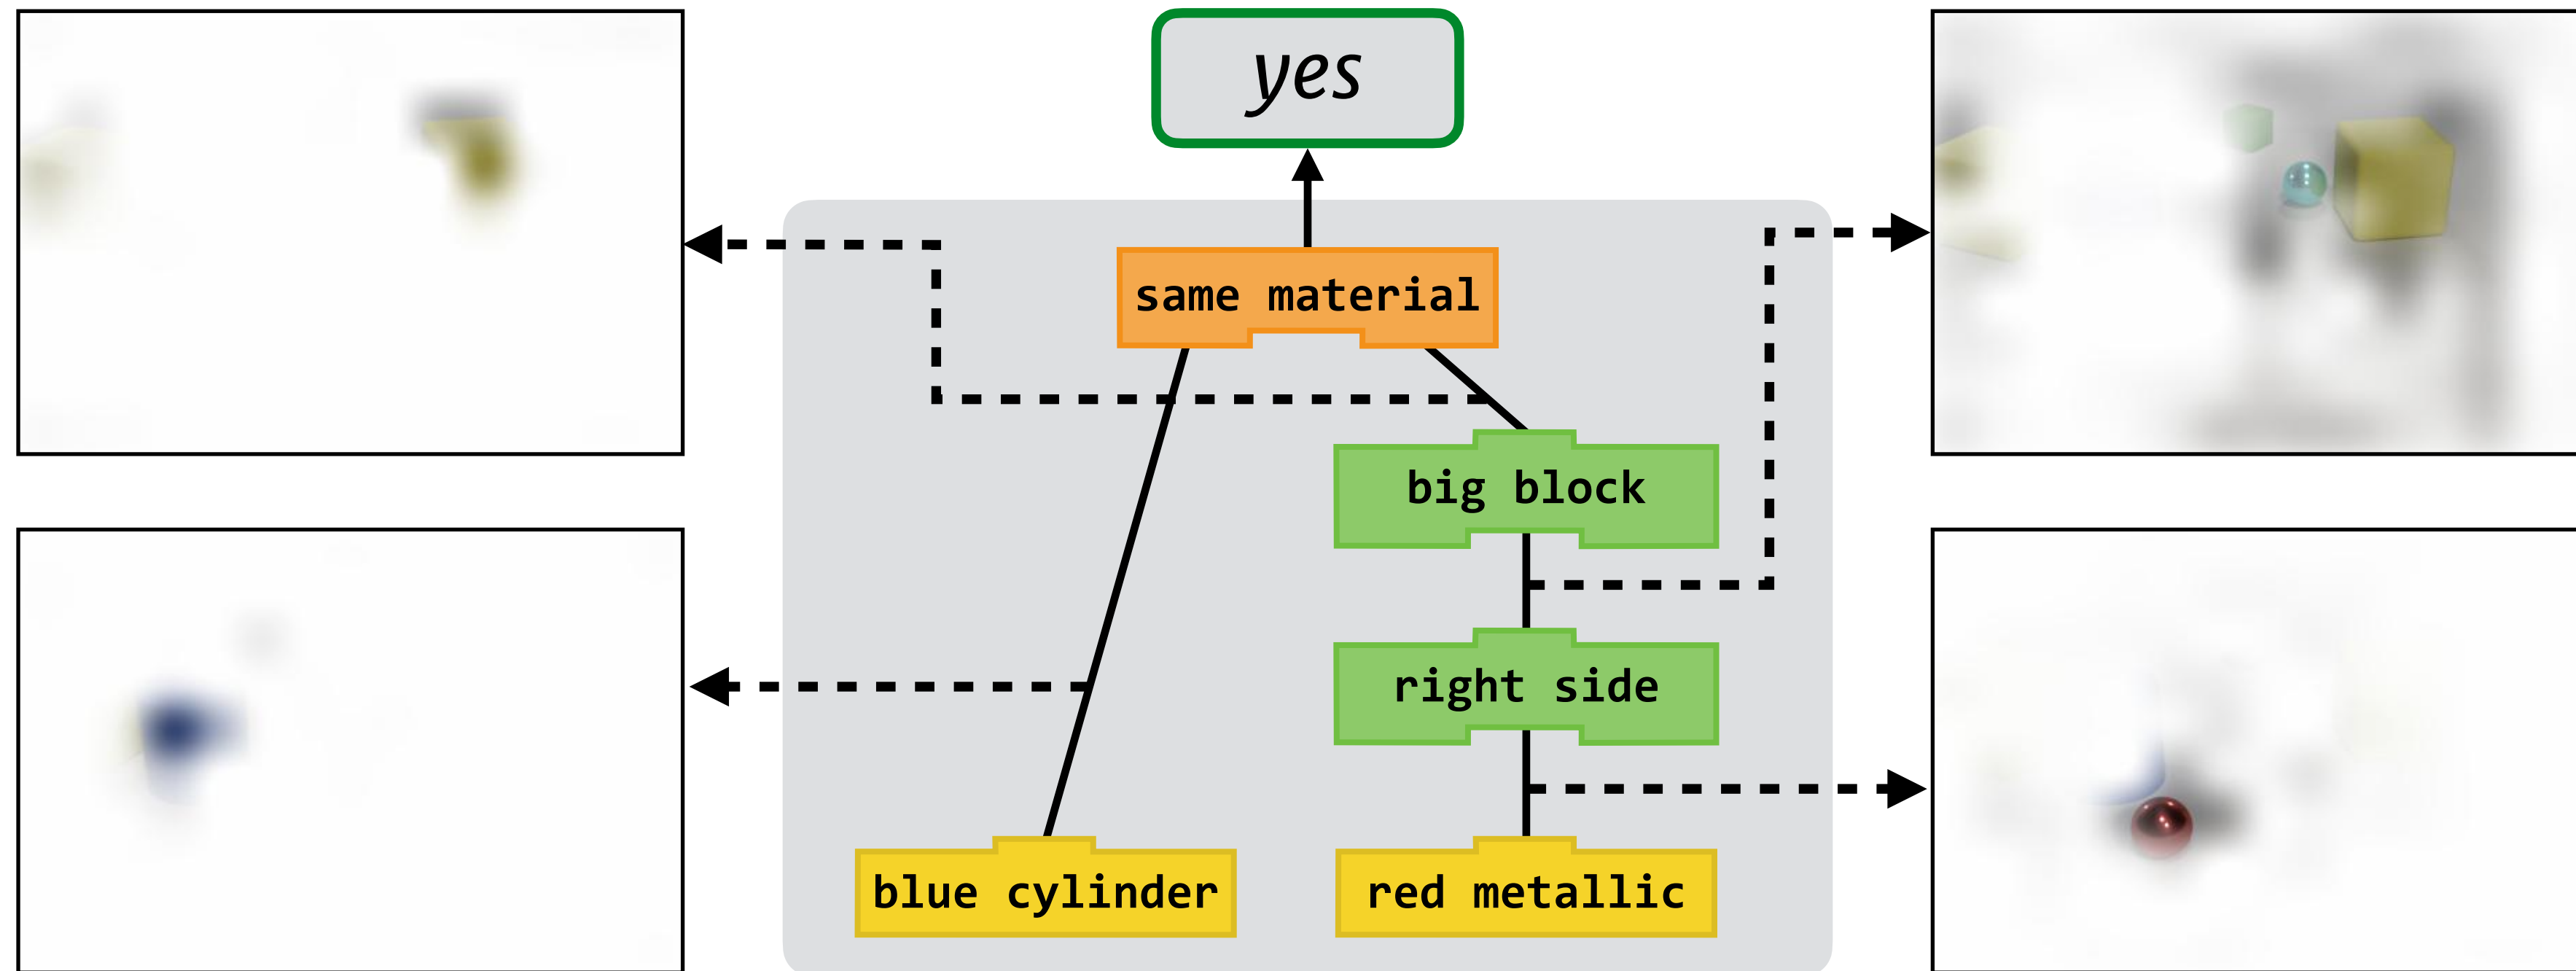 yes
same material
big block
right side
blue cylinder
red metallic